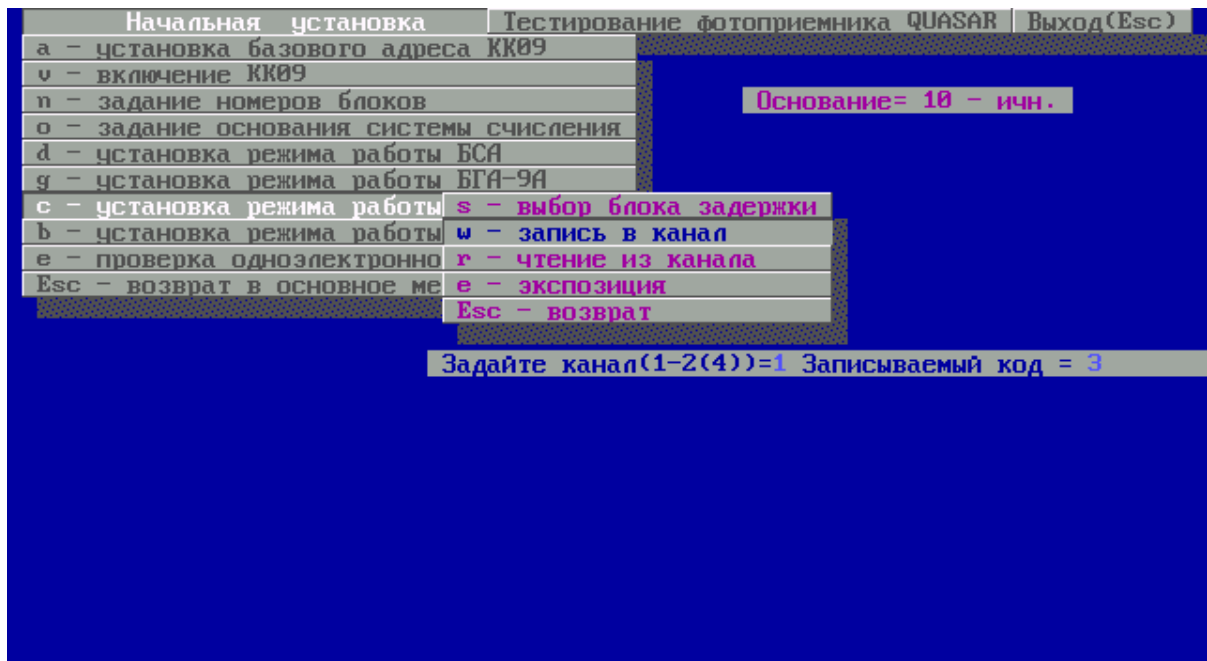 Начальная установка Тестирование фотоприемника QUASAR Выход(Esc)
a - установка базового адреса КК09
v - включение КК09
n - задание номеров блоков
Основание= 10 - ичн.
o - задание основания системы счисления
d - установка режима работы БСА
g - установка режима работы БГА-9А
c - установка режима работы
s - выбор блока задержки
b - установка режима работы
w - запись в канал
e - проверка одноэлектронно
r - чтение из канала
Esc - возврат в основное ме
e - экспозиция
Esc - возврат
Задайте канал(1-2(4))=1 Записываемый код = 3